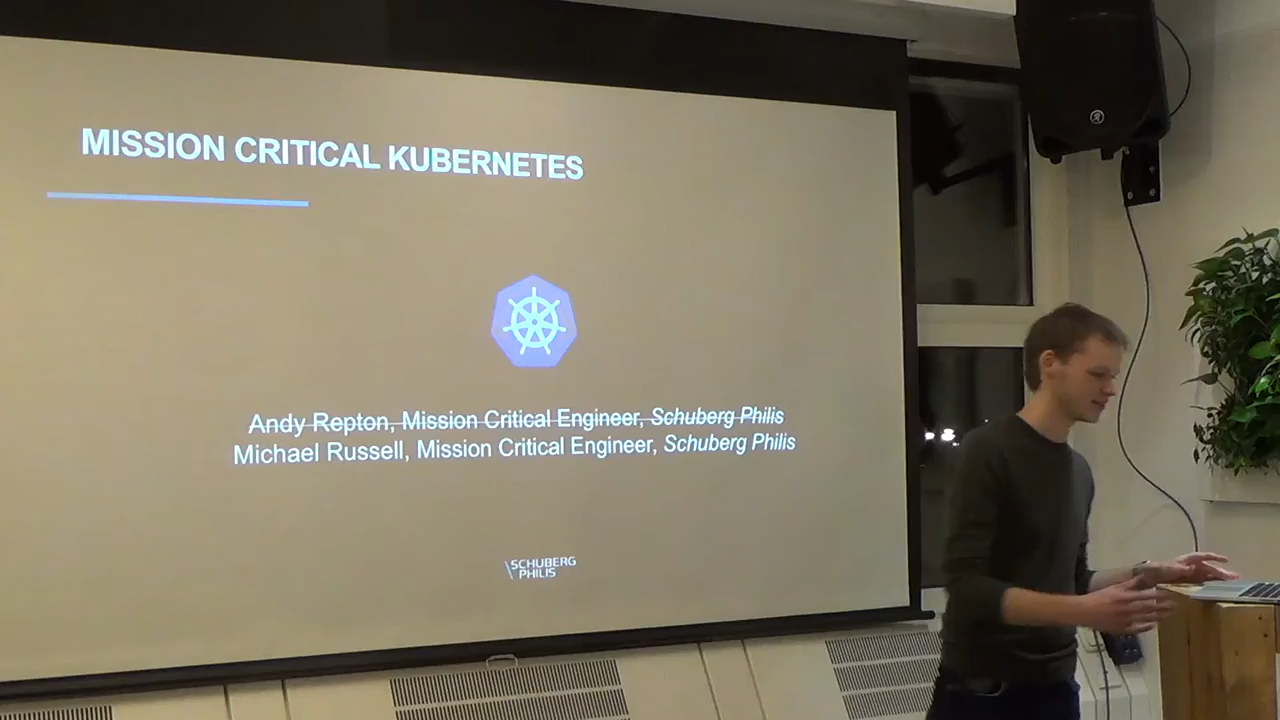 MISSION CRITICAL KUBERNETES
Andy Repton, Mission Critical Engineer, Schuberg Philis
Michael Russell, Mission Critical Engineer, Schuberg Philis
SCHUBERG
PHILIS